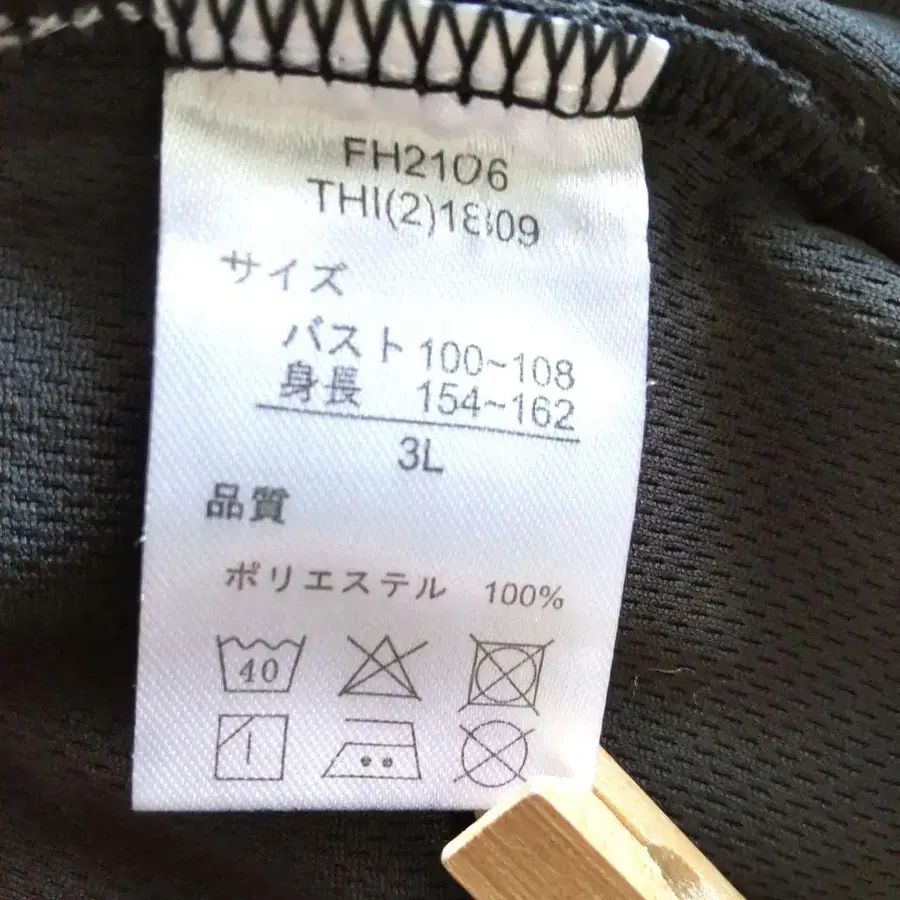 FH2106
THI(2)1809
サイズ
バスト 100~108
身長 154~162
3L
品質
ポリエステル 100%
40